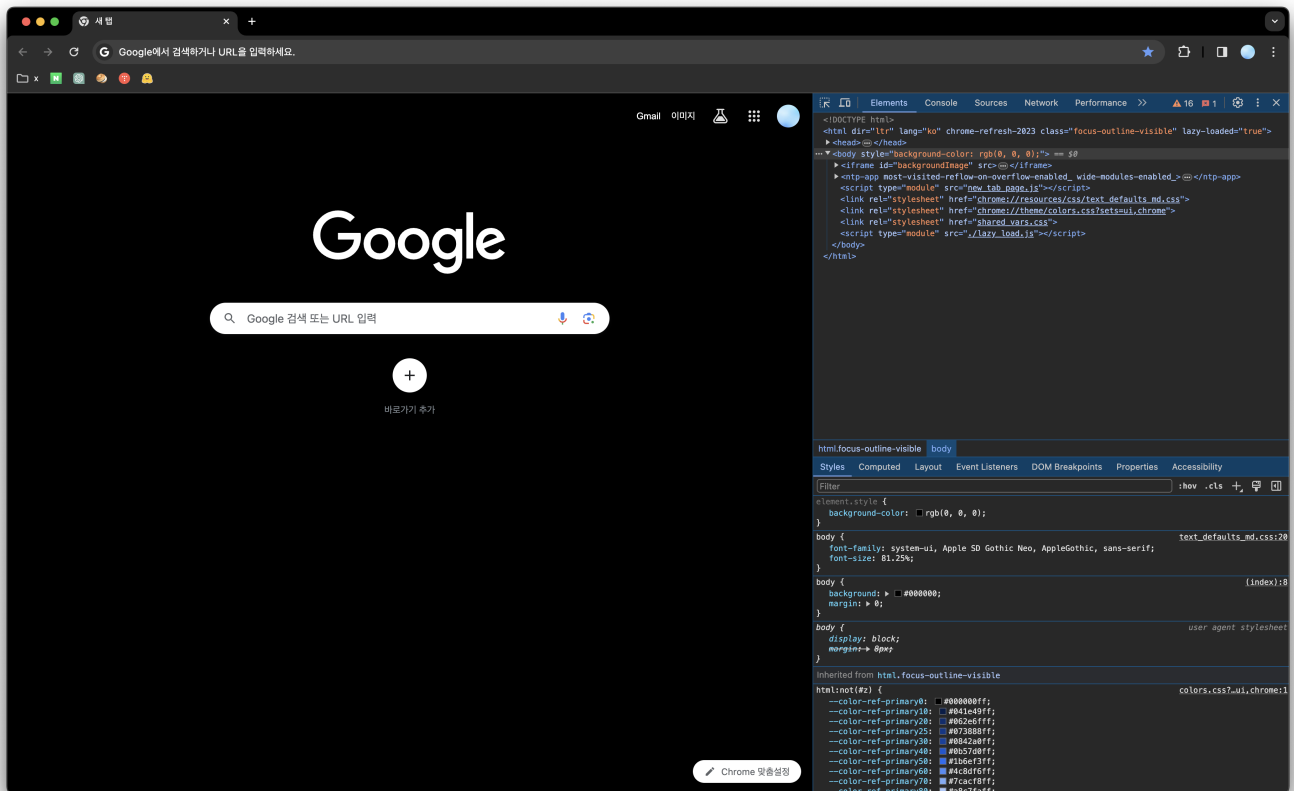 새 탭
Google에서 검색하거나 URL을 입력하세요.
x
N
Gmail 이미지
Google
Google 검색 또는 URL 입력
바로가기 추가
Chrome 맞춤설정
Elements Console Sources Network Performance 16 1
<!DOCTYPE html>
<html dir="ltr" lang="ko" chrome-refresh-2023 class="focus-outline-visible" lazy-loaded="true">
<head>…</head>
… <body style="background-color: rgb(0, 0, 0);"> == $0
<iframe id="backgroundImage" src>…</iframe>
<ntp-app most-visited-reflow-on-overflow-enabled_ wide-modules-enabled_>…</ntp-app>
<script type="module" src="new_tab_page.js"></script>
<link rel="stylesheet" href="chrome://resources/css/text_defaults_md.css">
<link rel="stylesheet" href="chrome://theme/colors.css?sets=ui,chrome">
<link rel="stylesheet" href="shared_vars.css">
<script type="module" src="./lazy_load.js"></script>
</body>
</html>
html.focus-outline-visible body
Styles Computed Layout Event Listeners DOM Breakpoints Properties Accessibility
Filter :hov .cls
element.style {
background-color: rgb(0, 0, 0);
}
body { text_defaults_md.css:20
font-family: system-ui, Apple SD Gothic Neo, AppleGothic, sans-serif;
font-size: 81.25%;
}
body { (index):8
background: #000000;
margin: 0;
}
body { user agent stylesheet
display: block;
margin: 8px;
}
Inherited from html.focus-outline-visible
html:not(#z) { colors.css?…ui,chrome:1
--color-ref-primary0: #000000ff;
--color-ref-primary10: #041e49ff;
--color-ref-primary20: #062e6fff;
--color-ref-primary25: #073888ff;
--color-ref-primary30: #0842a0ff;
--color-ref-primary40: #0b57d0ff;
--color-ref-primary50: #1b6ef3ff;
--color-ref-primary60: #4c8df6ff;
--color-ref-primary70: #7cacf8ff;
--color-ref-primary80: #a8c7faff;